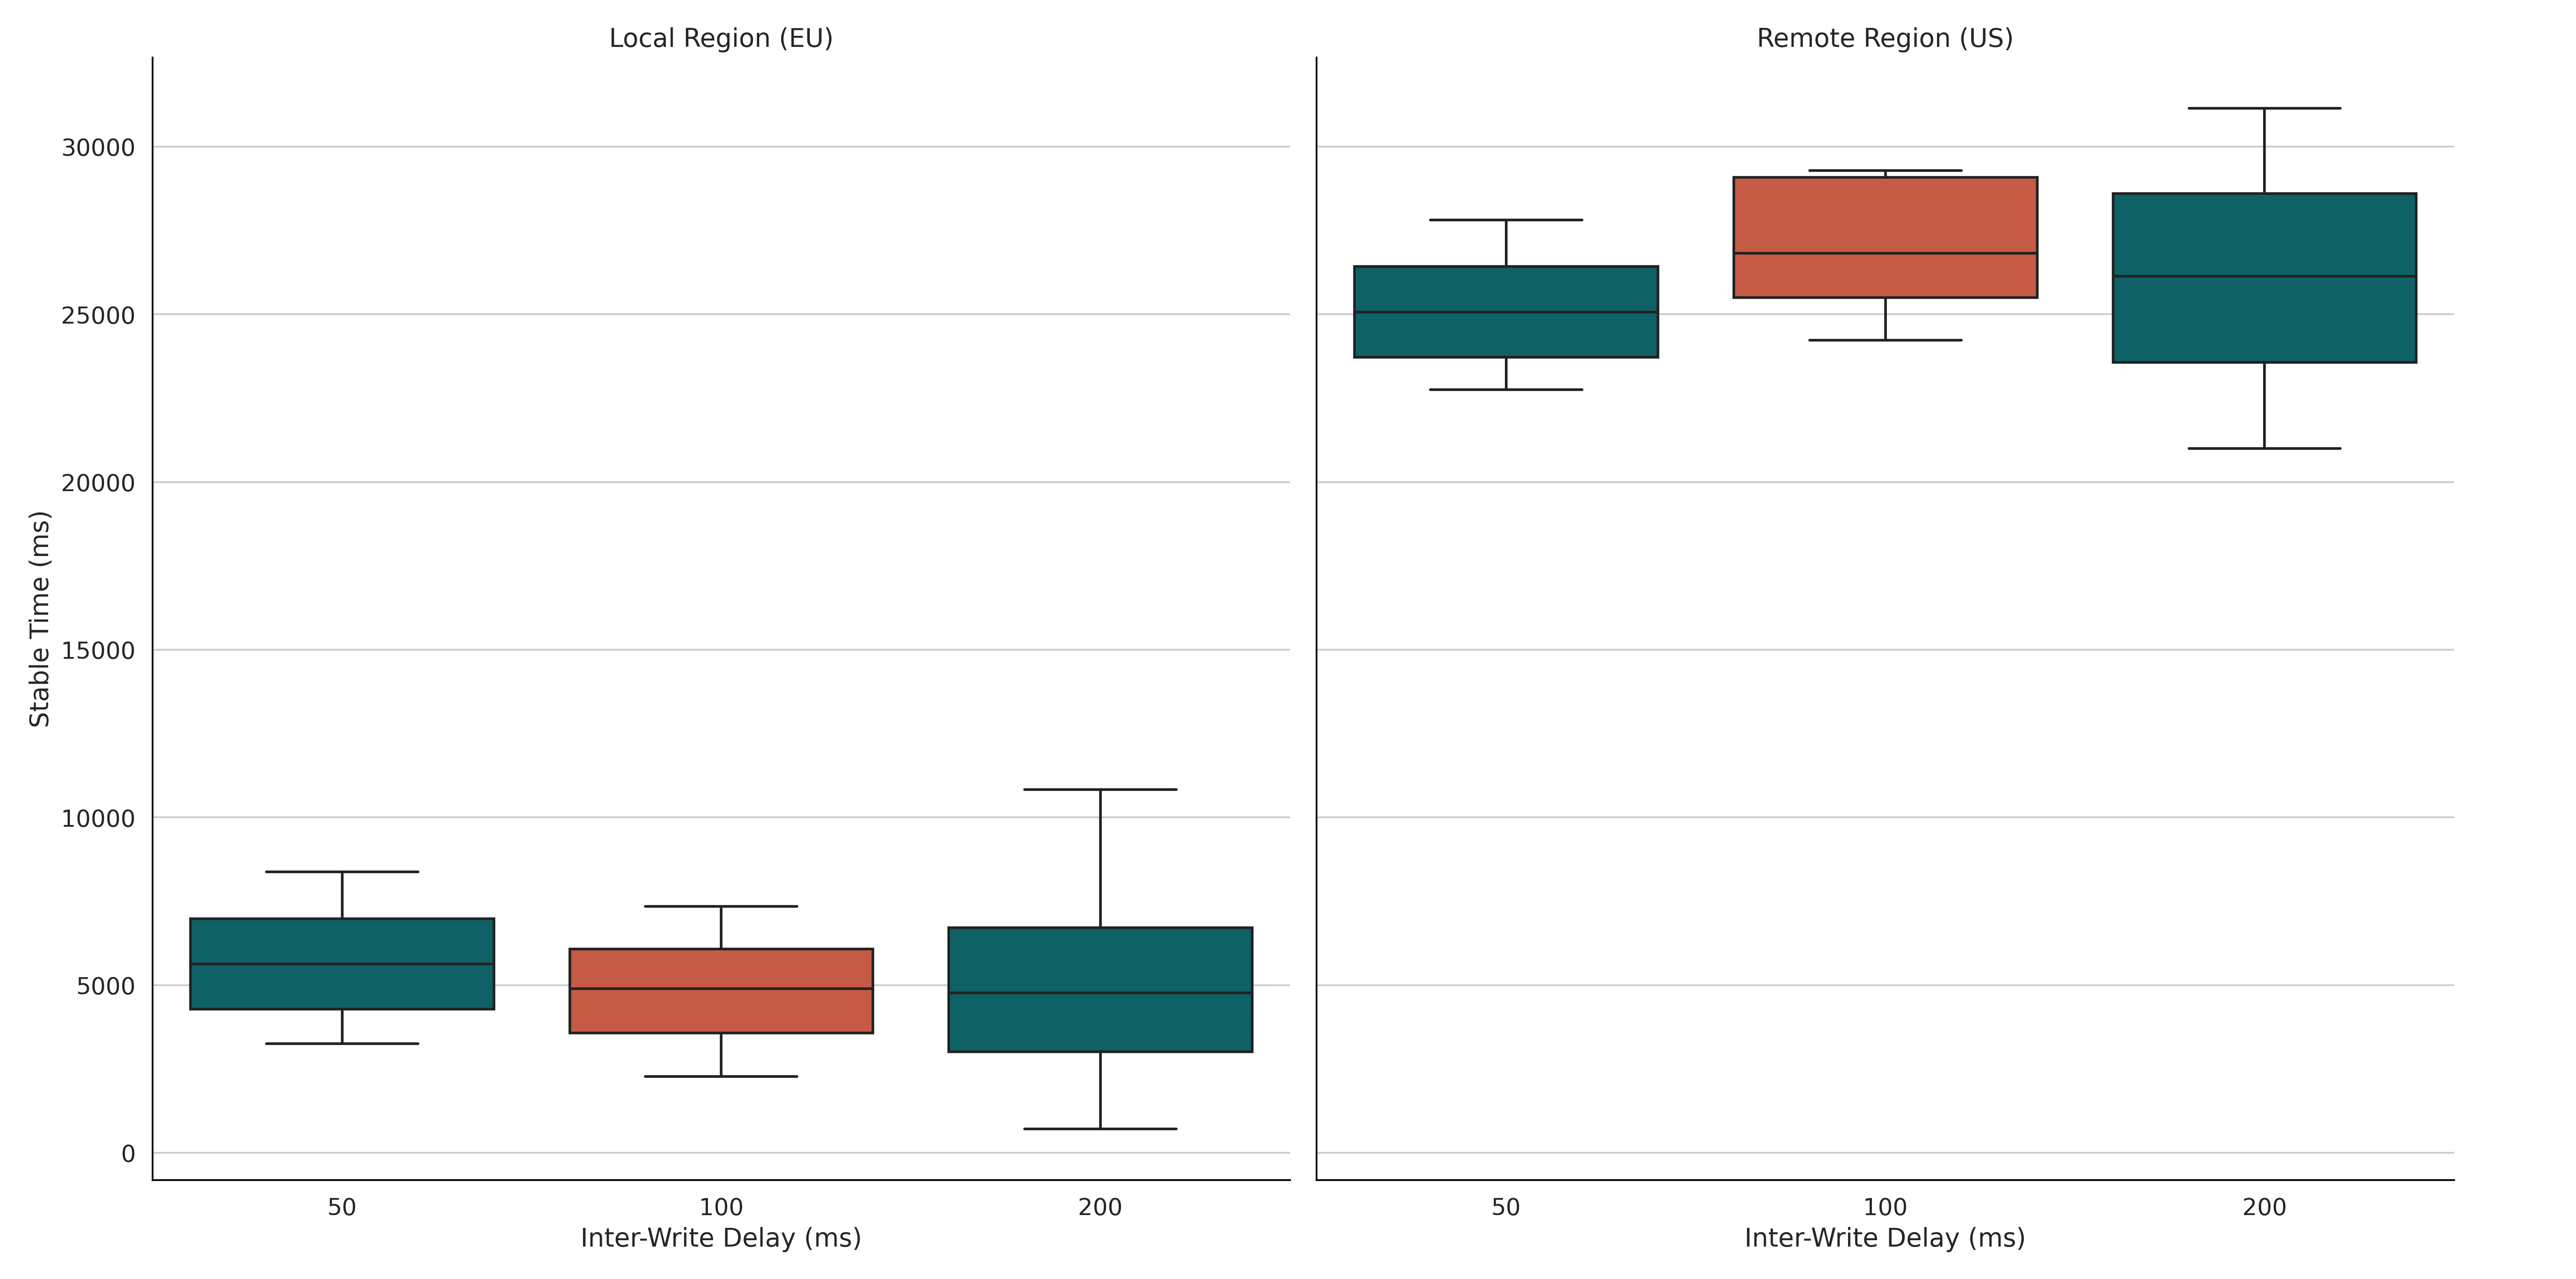 Local Region (EU)
Remote Region (US)
Stable Time (ms)
30000
25000
20000
15000
10000
5000
0
50
100
200
Inter-Write Delay (ms)
50
100
200
Inter-Write Delay (ms)